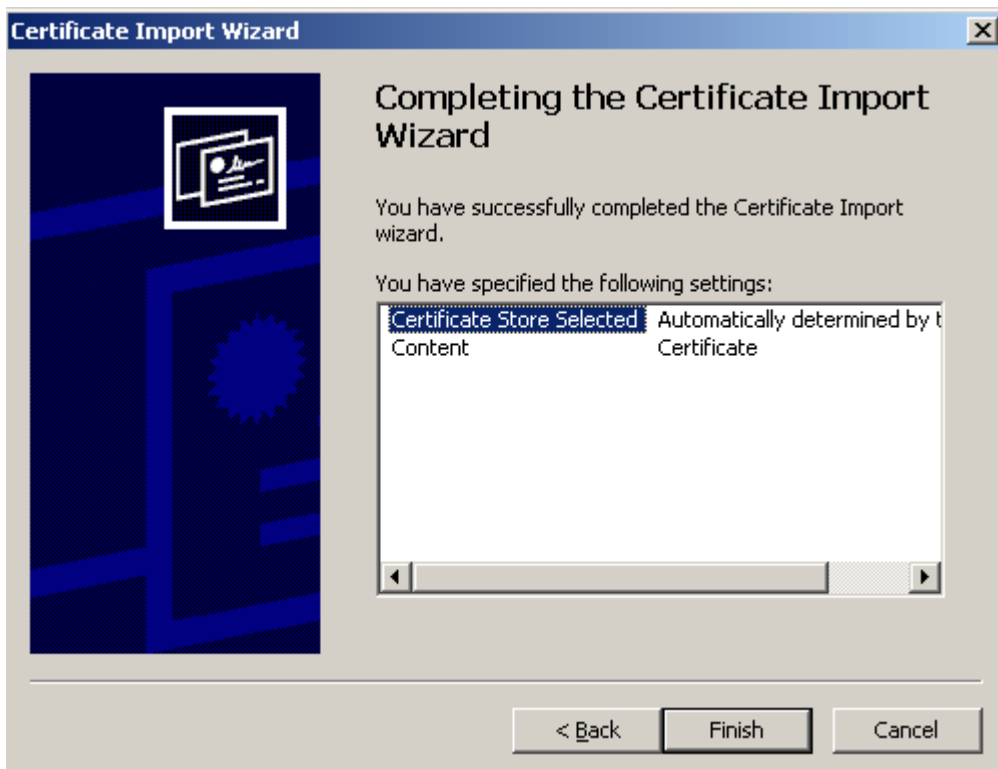 Certificate Import Wizard
Completing the Certificate Import
Wizard
You have successfully completed the Certificate Import
wizard.
You have specified the following settings:
Certificate Store Selected Automatically determined by t
Content Certificate
< Back Finish Cancel